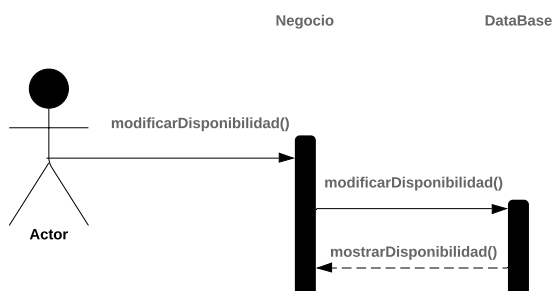 Negocio
DataBase
modificarDisponibilidad()
modificarDisponibilidad()
Actor
mostrarDisponibilidad()